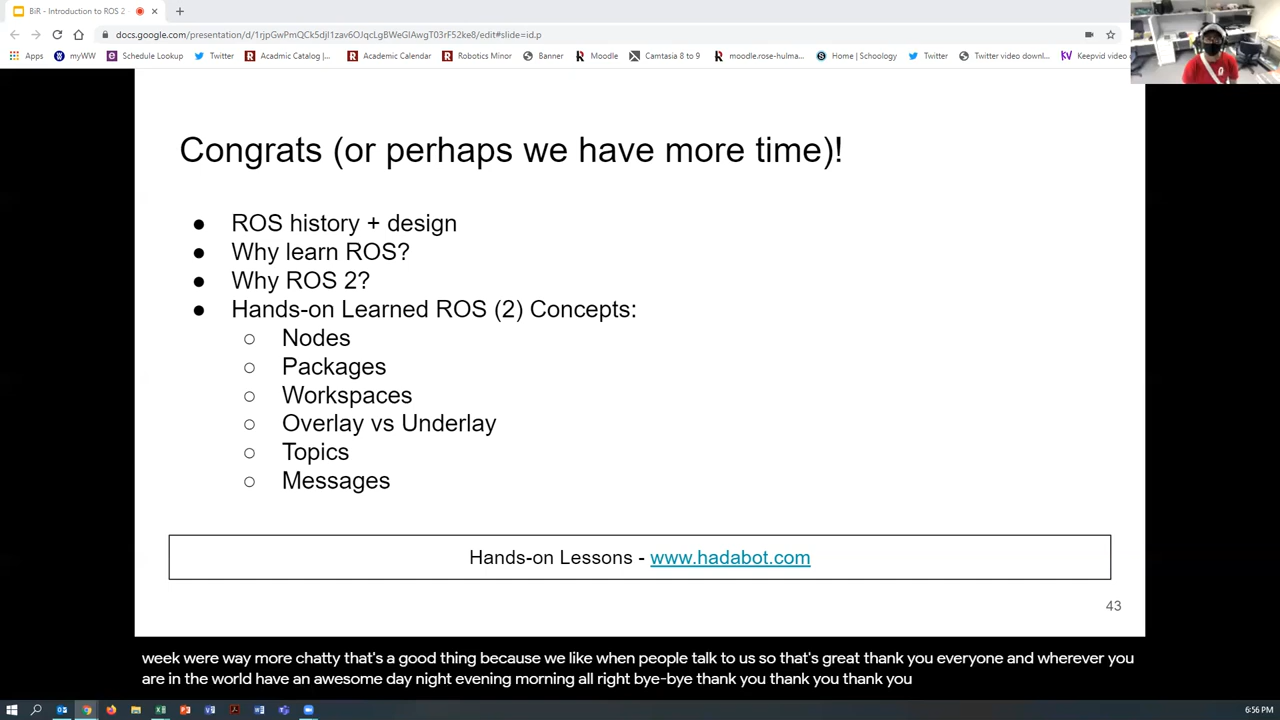 BiR - Introduction to ROS 2
docs.google.com/presentation/d/1rjpGwPmQCk5djI1zav6OJqcLgBWeGIAwgT03rF52ke8/edit#slide=id.p
Apps myWW Schedule Lookup Twitter Acadmic Catalog |... Academic Calendar Robotics Minor Banner Moodle Camtasia 8 to 9 moodle.rose-hulma... Home | Schoology Twitter Twitter video downl... Keepvid video
Congrats (or perhaps we have more time)!
● ROS history + design
● Why learn ROS?
● Why ROS 2?
● Hands-on Learned ROS (2) Concepts:
○ Nodes
○ Packages
○ Workspaces
○ Overlay vs Underlay
○ Topics
○ Messages
Hands-on Lessons - www.hadabot.com
43
week were way more chatty that's a good thing because we like when people talk to us so that's great thank you everyone and wherever you
are in the world have an awesome day night evening morning all right bye-bye thank you thank you thank you
6:56 PM